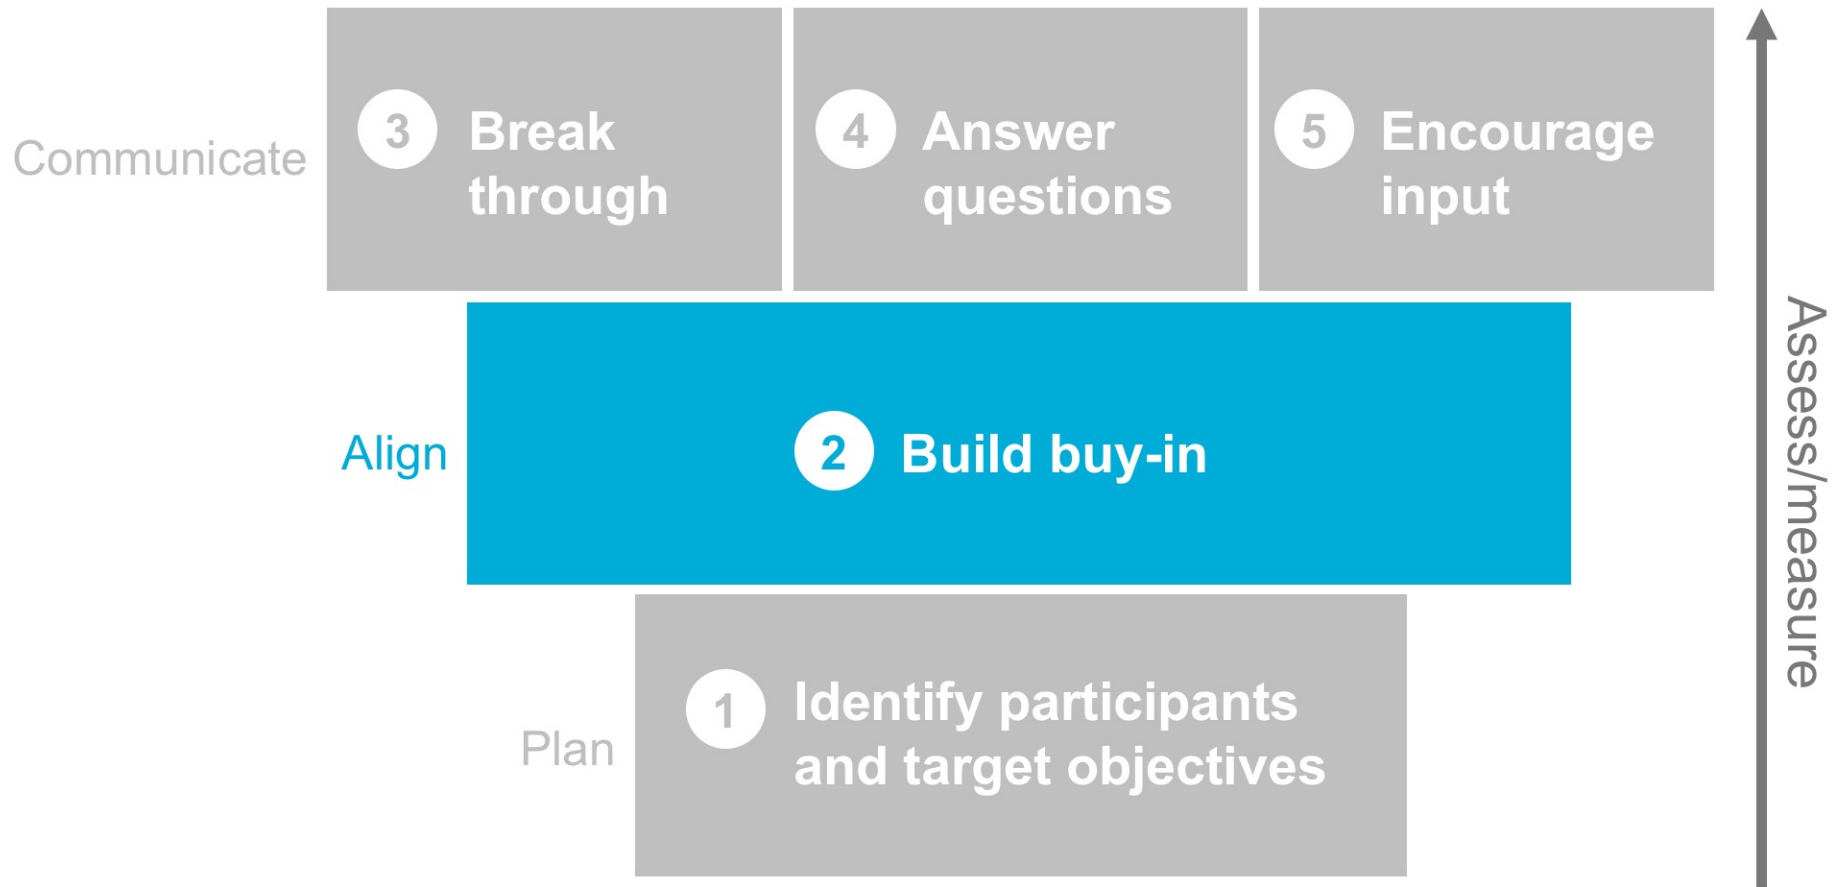 Communicate
3 Break
through
4 Answer
questions
5 Encourage
input
Align
2 Build buy-in
Plan
1 Identify participants
and target objectives
Assess/measure